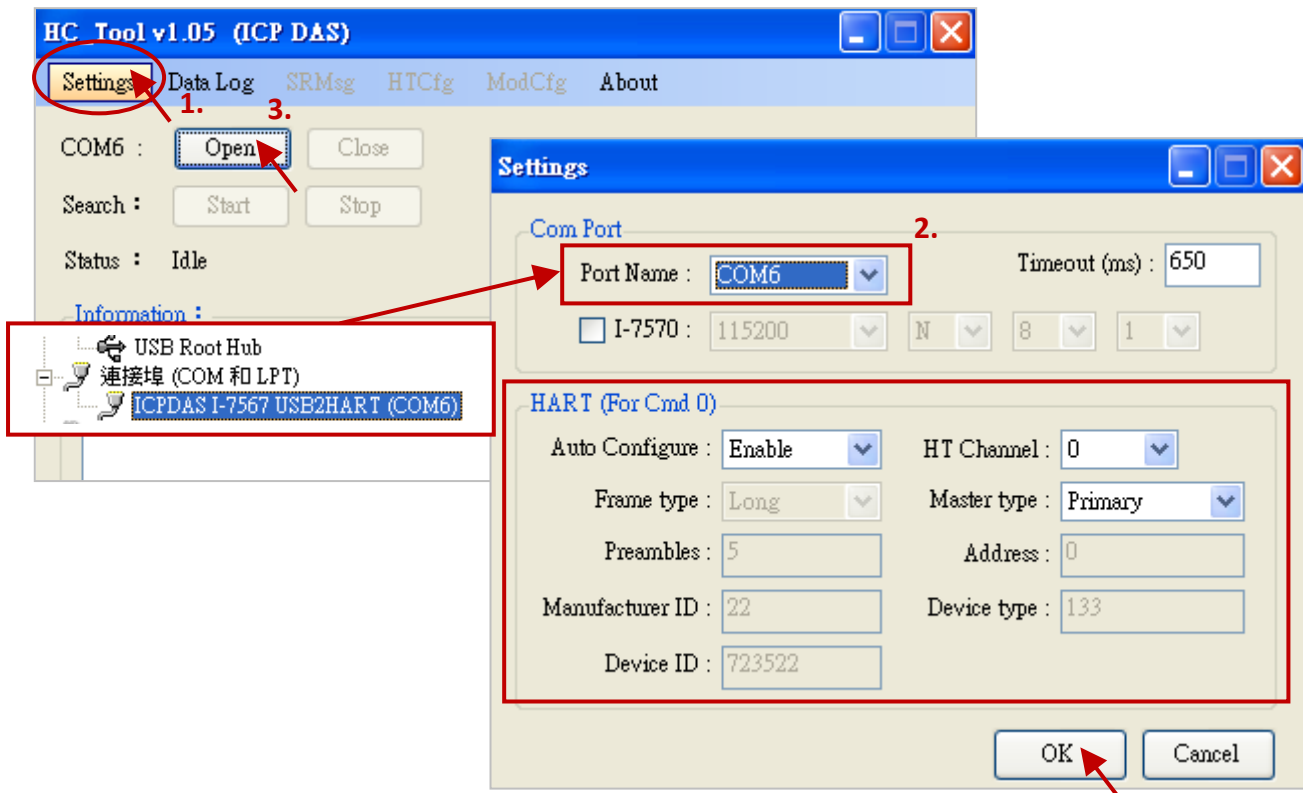 HC_Tool v1.05 (ICP DAS)
Settings Data Log SRMsg HTCfg ModCfg About
1.
3.
COM6 : Open Close
Search : Start Stop
Status : Idle
Information :
USB Root Hub
連接埠 (COM 和 LPT)
ICPDAS I-7567 USB2HART (COM6)
Settings
Com Port
2.
Port Name : COM6 Timeout (ms) : 650
I-7570 : 115200 N 8 1
HART (For Cmd 0)
Auto Configure : Enable HT Channel : 0
Frame type : Long Master type : Primary
Preambles : 5 Address : 0
Manufacturer ID : 22 Device type : 133
Device ID : 723522
OK Cancel